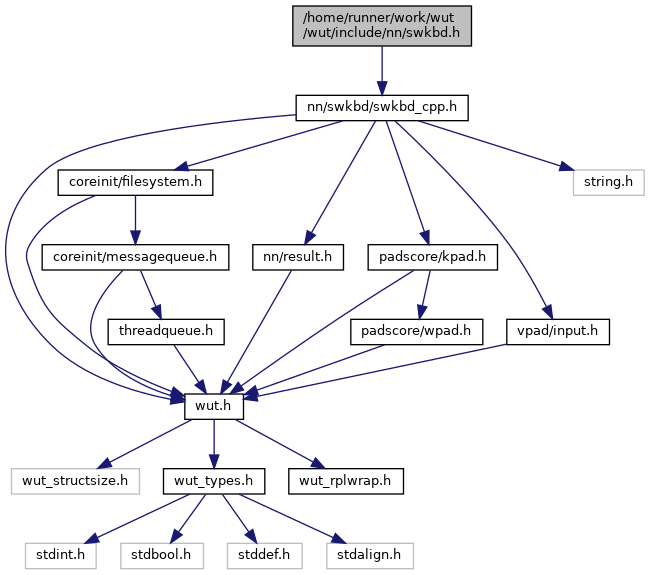 /home/runner/work/wut
/wut/include/nn/swkbd.h
nn/swkbd/swkbd_cpp.h
coreinit/filesystem.h
string.h
coreinit/messagequeue.h
nn/result.h
padscore/kpad.h
threadqueue.h
padscore/wpad.h
vpad/input.h
wut.h
wut_structsize.h
wut_types.h
wut_rplwrap.h
stdint.h
stdbool.h
stddef.h
stdalign.h